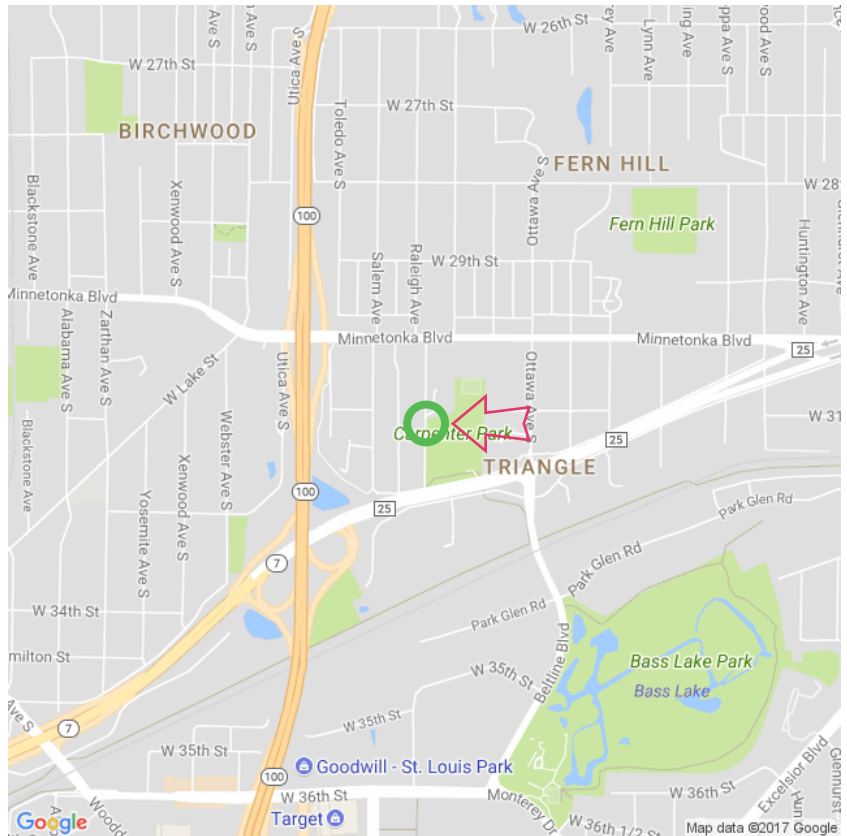 W 26th St
Utica Ave S
W 27th St
BIRCHWOOD
W 27th St
Toledo Ave S
Lynn Ave
FERN HILL
Ottawa Ave S
W 28
Blackstone Ave
Xenwood Ave S
100
Fern Hill Park
Huntington Ave
W 29th St
Salem Ave
Raleigh Ave
Minnetonka Blvd
Minnetonka Blvd
Minnetonka Blvd
25
Alabama Ave S
Zarthan Ave S
W Lake St
Utica Ave S
Ottawa Ave S
W 31
Blackstone Ave
Webster Ave S
Carpenter Park
25
TRIANGLE
Xenwood Ave S
Yosemite Ave S
100
25
Park Glen Rd
7
Park Glen Rd
W 34th St
Park Glen Rd
milton St
Beltline Blvd
W 35th St
Bass Lake Park
Bass Lake
Ave S
7
W 35th St
W 35th St
100
Goodwill - St. Louis Park
Excelsior Blvd
Glenhurst
W 36th St
W 36th St
Monterey Dr
Target
W 36 1/2 St
Google
Woodd
Map data ©2017 Google